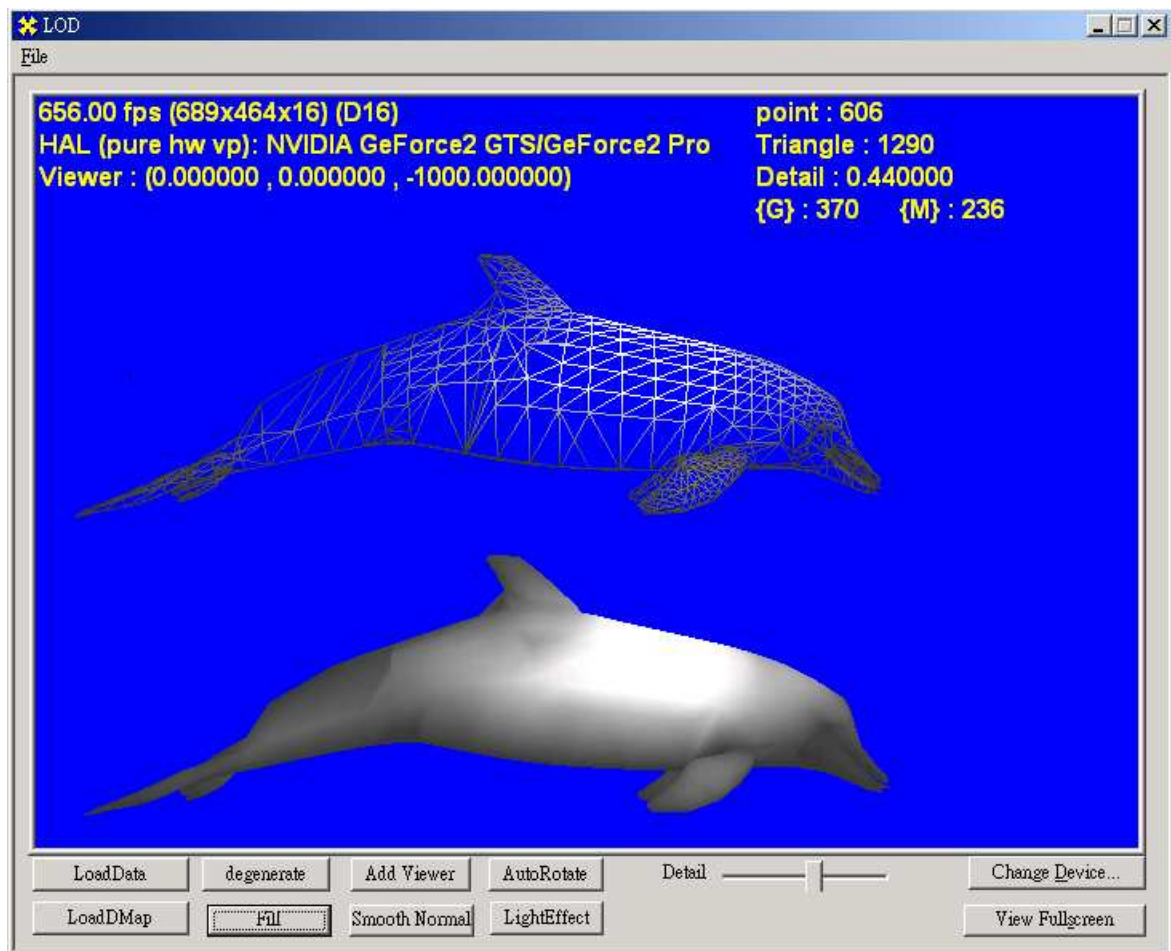 LOD
File
656.00 fps (689x464x16) (D16)
HAL (pure hw vp): NVIDIA GeForce2 GTS/GeForce2 Pro
Viewer : (0.000000 , 0.000000 , -1000.000000)
point : 606
Triangle : 1290
Detail : 0.440000
{G} : 370 {M} : 236
LoadData degenerate Add Viewer AutoRotate Detail Change Device...
LoadDMap Fill Smooth Normal LightEffect View Fullscreen